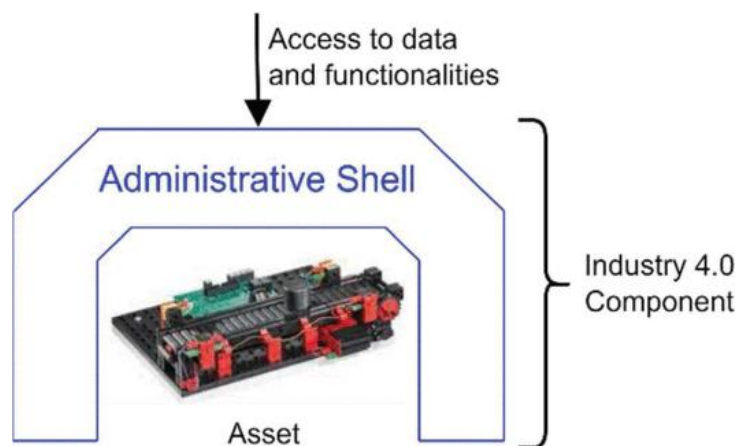 Access to data
and functionalities
Administrative Shell
Industry 4.0
Component
Asset